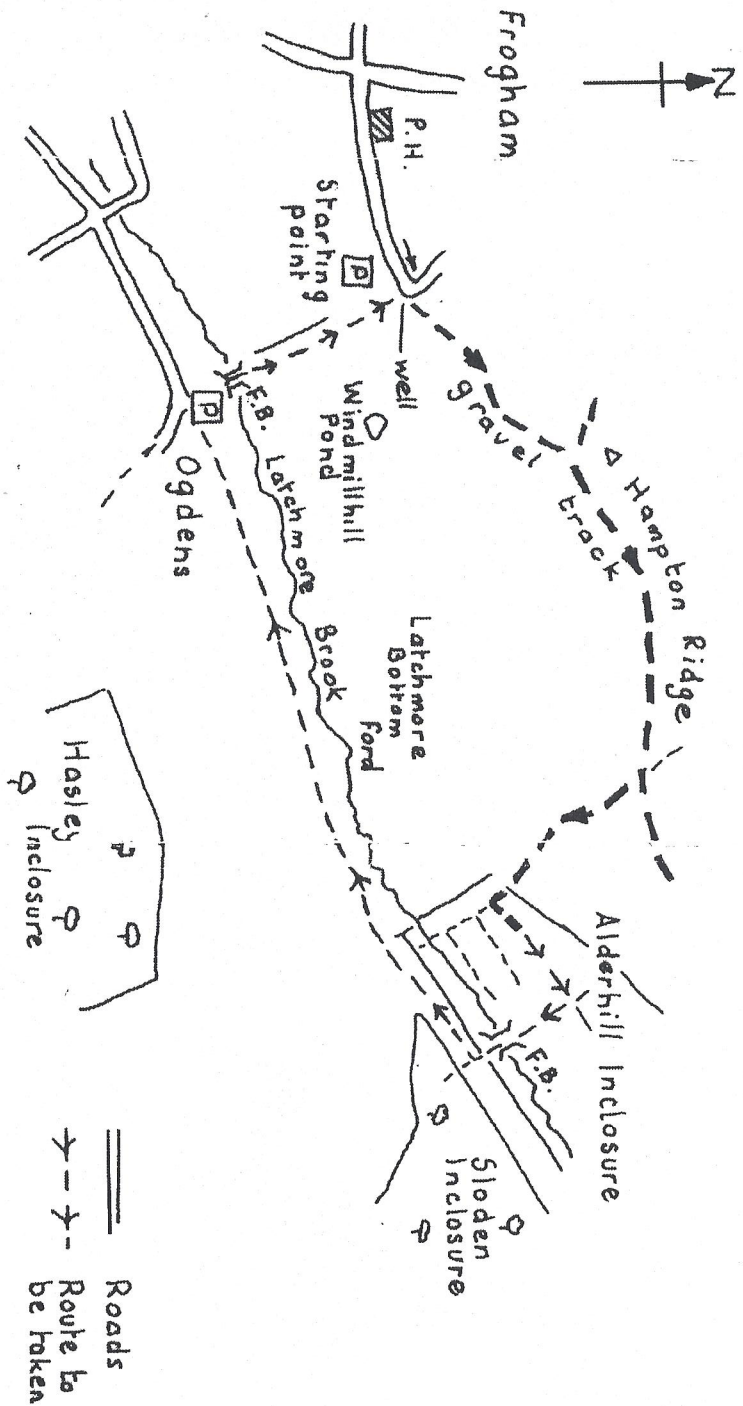 N
Frogham
P.H.
Starting
point
P
well
Windmillhill
Pond
gravel
track
Hampton Ridge
Latchmore
Bottom
ford
Latchmore Brook
F.B.
P
Ogdens
Hasley
Inclosure
Alderhill Inclosure
F.B.
Sloden
Inclosure
Roads
Route to
be taken